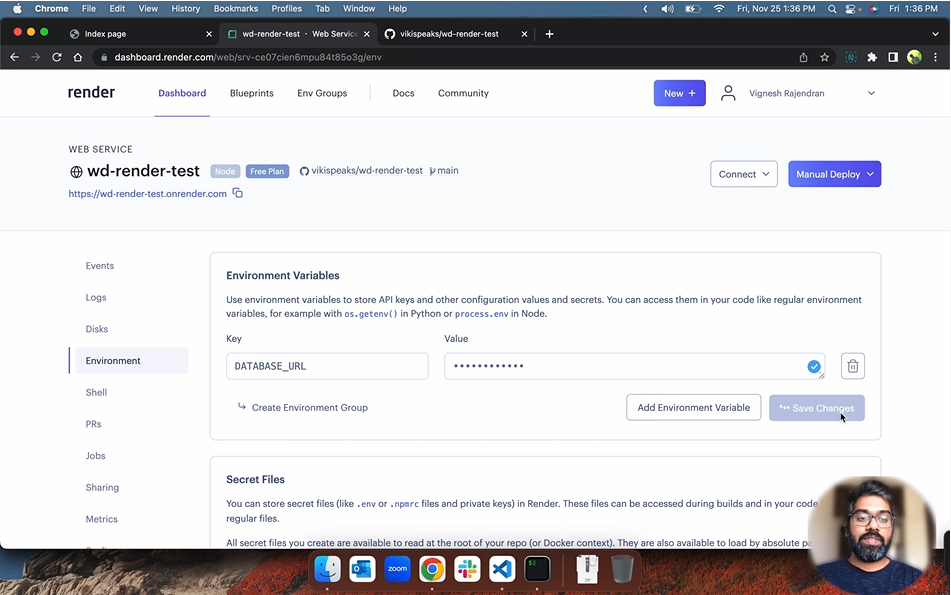 Chrome File Edit View History Bookmarks Profiles Tab Window Help Fri, Nov 25 1:36 PM Fri 1:36 PM
Index page
wd-render-test · Web Service
vikispeaks/wd-render-test
dashboard.render.com/web/srv-ce07cien6mpu84t85o3g/env
render Dashboard Blueprints Env Groups Docs Community New + Vignesh Rajendran
WEB SERVICE
wd-render-test Node Free Plan vikispeaks/wd-render-test main
Connect Manual Deploy
https://wd-render-test.onrender.com
Events
Logs
Disks
Environment
Shell
PRs
Jobs
Sharing
Metrics
Environment Variables
Use environment variables to store API keys and other configuration values and secrets. You can access them in your code like regular environment
variables, for example with os.getenv() in Python or process.env in Node.
Key Value
DATABASE_URL ••••••••••••
Create Environment Group Add Environment Variable Save Changes
Secret Files
You can store secret files (like .env or .npmrc files and private keys) in Render. These files can be accessed during builds and in your code
regular files.
All secret files you create are available to read at the root of your repo (or Docker context). They are also available to load by absolute
zoom